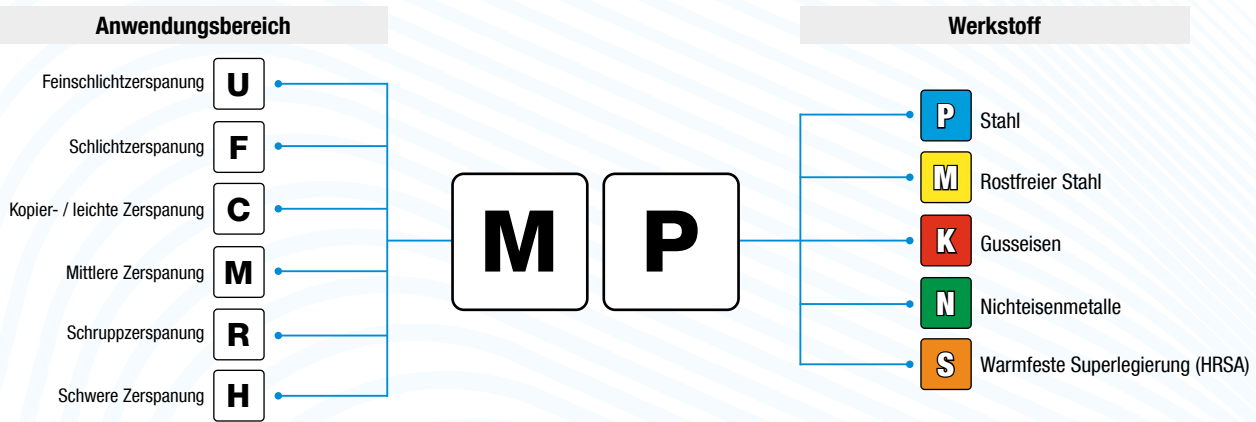 Anwendungsbereich
Feinschlichtzerspanung U
Schlichtzerspanung F
Kopier- / leichte Zerspanung C
Mittlere Zerspanung M
Schruppzerspanung R
Schwere Zerspanung H
M P
Werkstoff
P Stahl
M Rostfreier Stahl
K Gusseisen
N Nichteisenmetalle
S Warmfeste Superlegierung (HRSA)